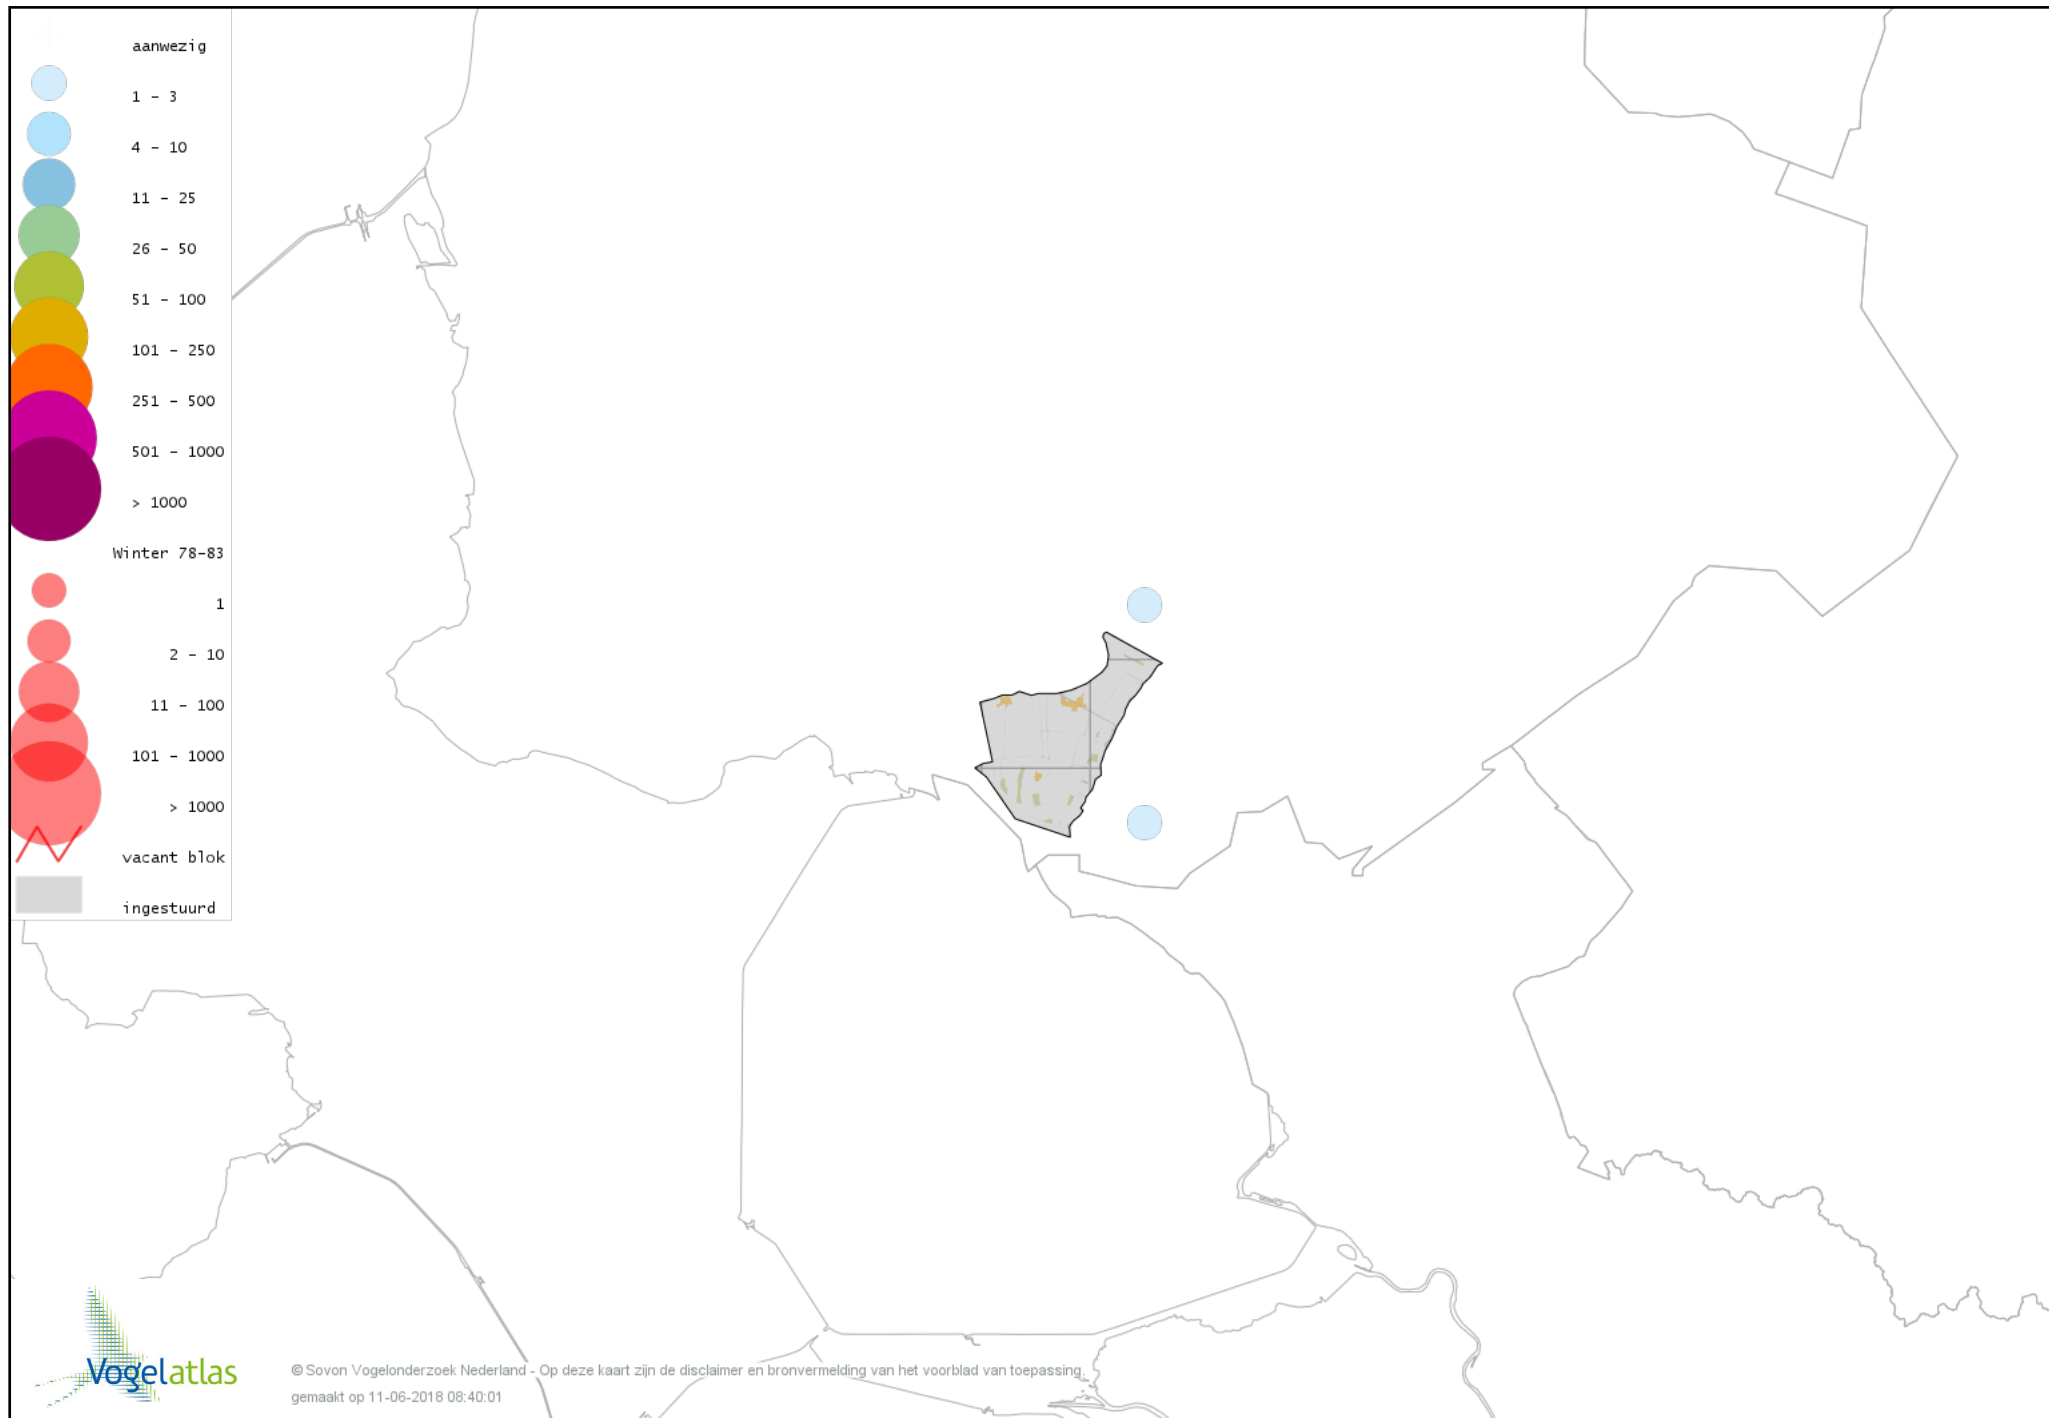 aanwezig
1 - 3
4 - 10
11 - 25
26 - 50
51 - 100
101 - 250
251 - 500
501 - 1000
> 1000
Winter 78-83
1
2 - 10
11 - 100
101 - 1000
> 1000
vacant blok
ingestuurd
Vogelatlas
© Sovon Vogelonderzoek Nederland - Op deze kaart zijn de disclaimer en bronvermelding van het voorblad van toepassing.
gemaakt op 11-06-2018 08:40:01